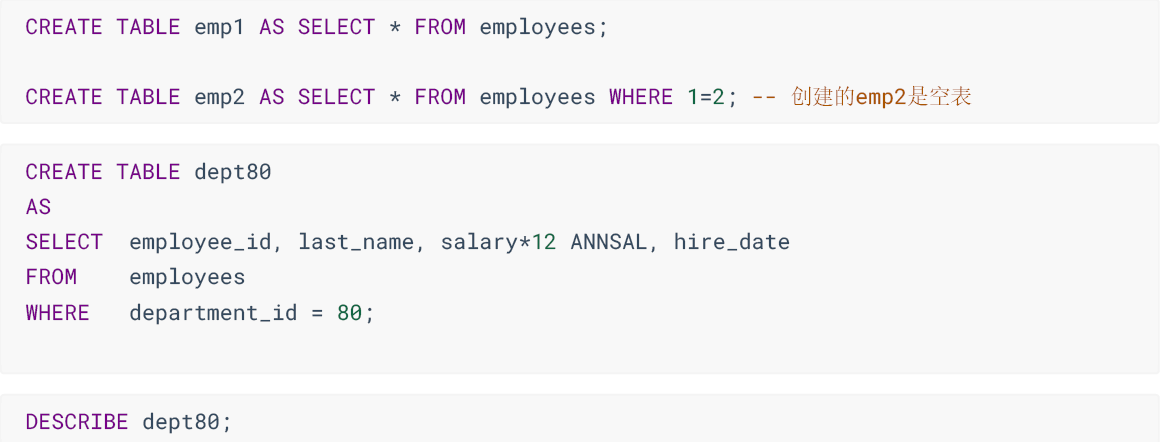 CREATE TABLE emp1 AS SELECT * FROM employees;
CREATE TABLE emp2 AS SELECT * FROM employees WHERE 1=2; -- 创建的emp2是空表
CREATE TABLE dept80
AS
SELECT  employee_id, last_name, salary*12 ANNSAL, hire_date
FROM    employees
WHERE   department_id = 80;
DESCRIBE dept80;